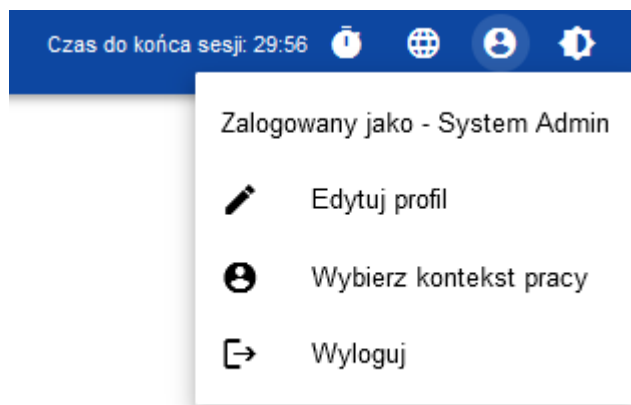 Czas do końca sesji: 29:56
Zalogowany jako - System Admin
Edytuj profil
Wybierz kontekst pracy
Wyloguj